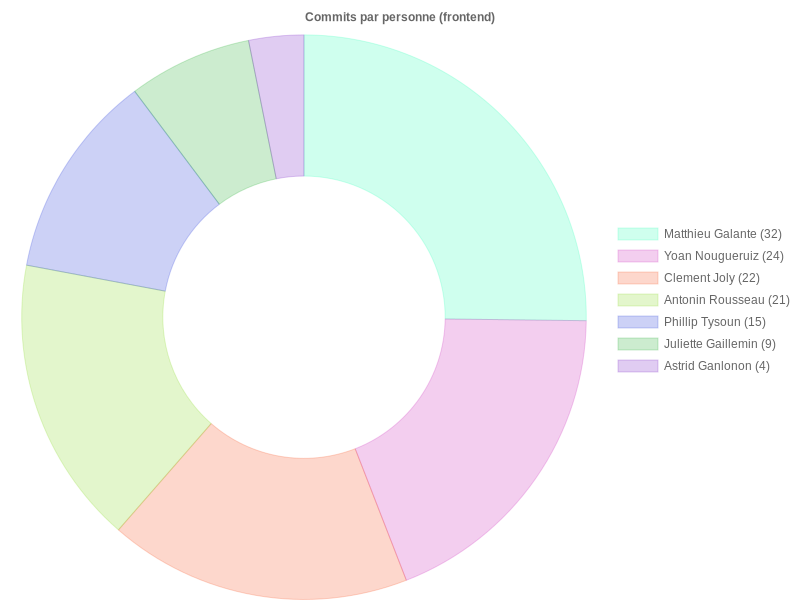 Commits par personne (frontend)
Matthieu Galante (32)
Yoan Nougueruiz (24)
Clement Joly (22)
Antonin Rousseau (21)
Phillip Tysoun (15)
Juliette Gaillemin (9)
Astrid Ganlonon (4)